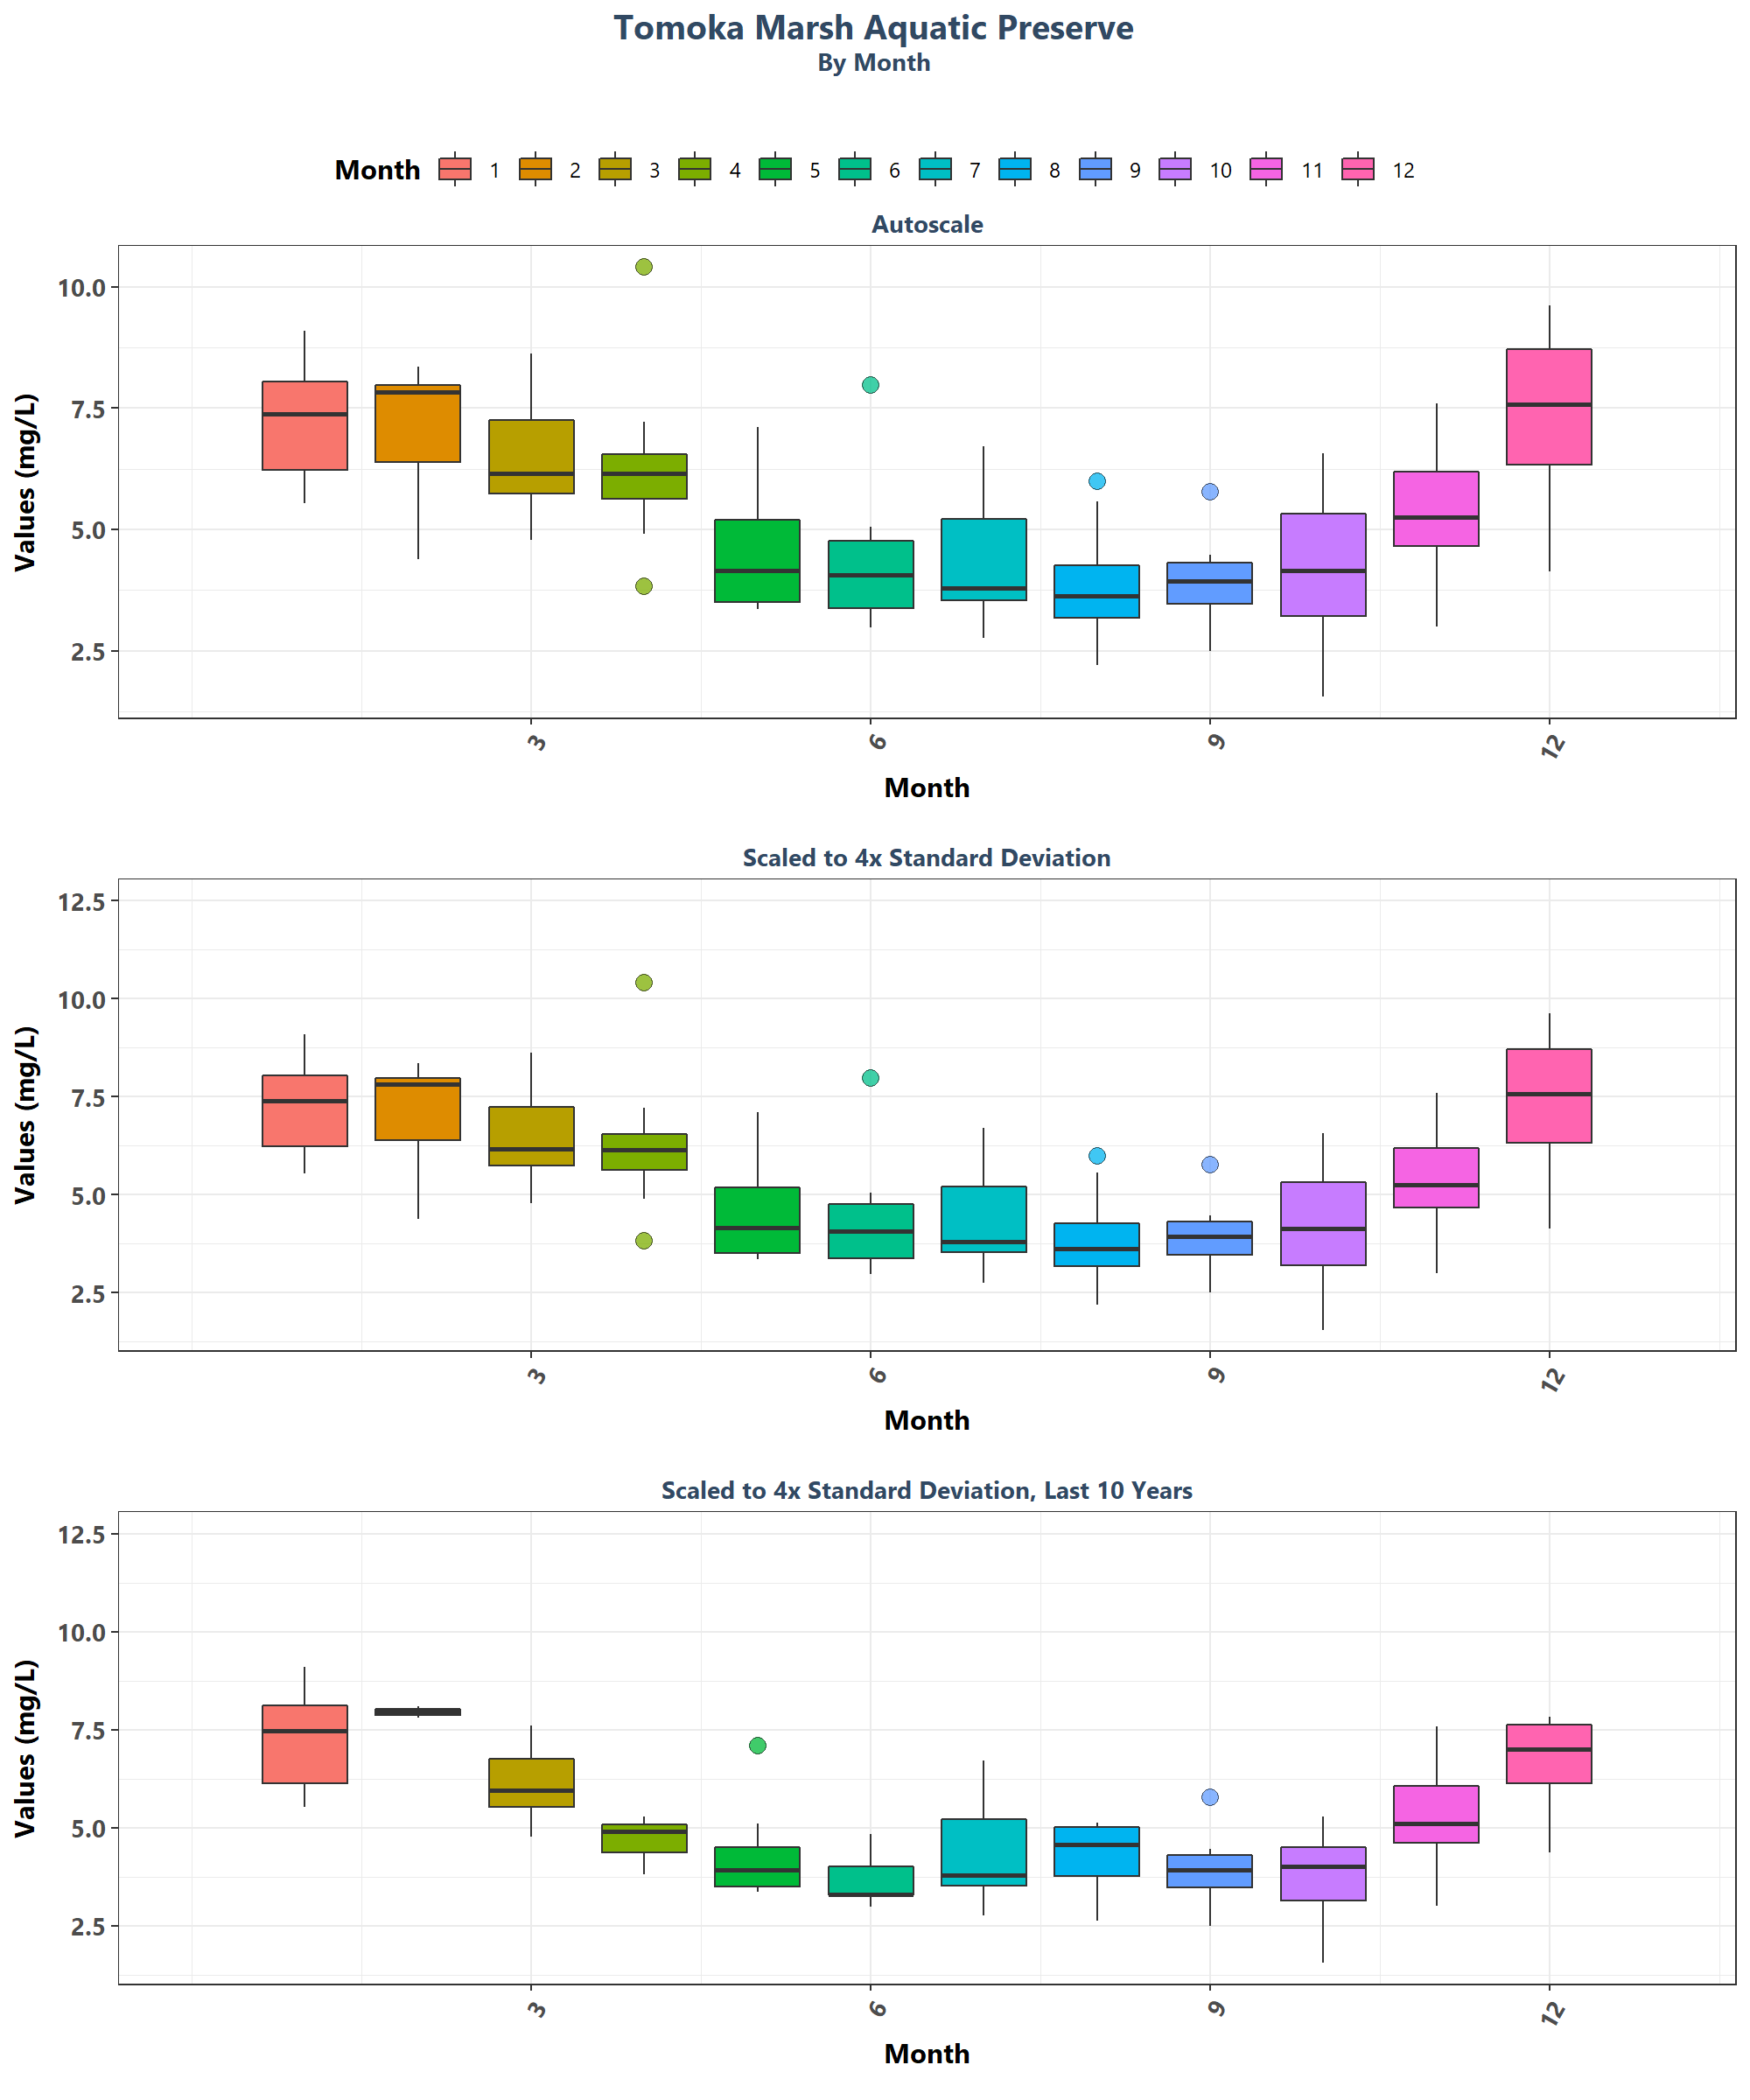 Tomoka Marsh Aquatic Preserve
By Month
Month 1 2 3 4 5 6 7 8 9 10 11 12
Autoscale
10.0
7.5
5.0
2.5
Values (mg/L)
3 6 9 12
Month
Scaled to 4x Standard Deviation
12.5
10.0
7.5
5.0
2.5
Values (mg/L)
3 6 9 12
Month
Scaled to 4x Standard Deviation, Last 10 Years
12.5
10.0
7.5
5.0
2.5
Values (mg/L)
3 6 9 12
Month